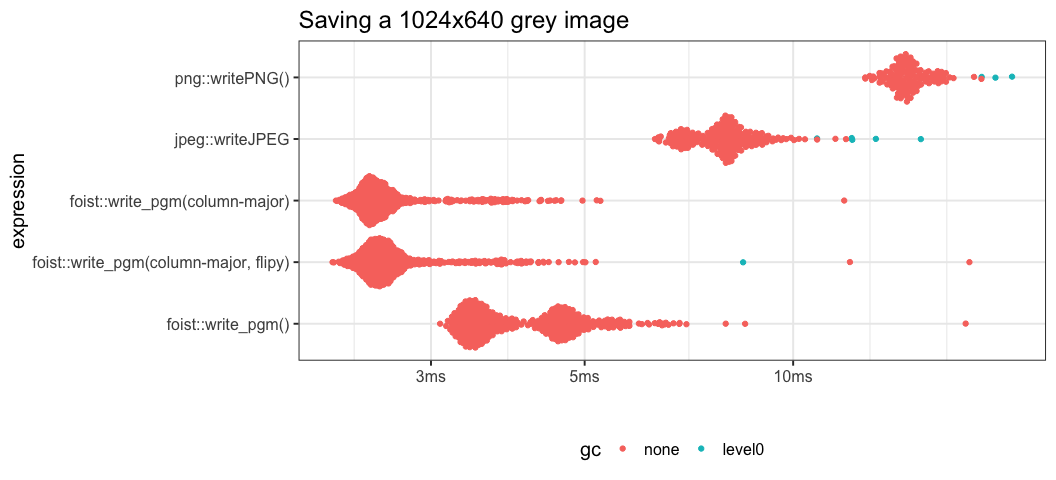 Saving a 1024x640 grey image
expression
png::writePNG()
jpeg::writeJPEG
foist::write_pgm(column-major)
foist::write_pgm(column-major, flipy)
foist::write_pgm()
3ms 5ms 10ms
gc none level0